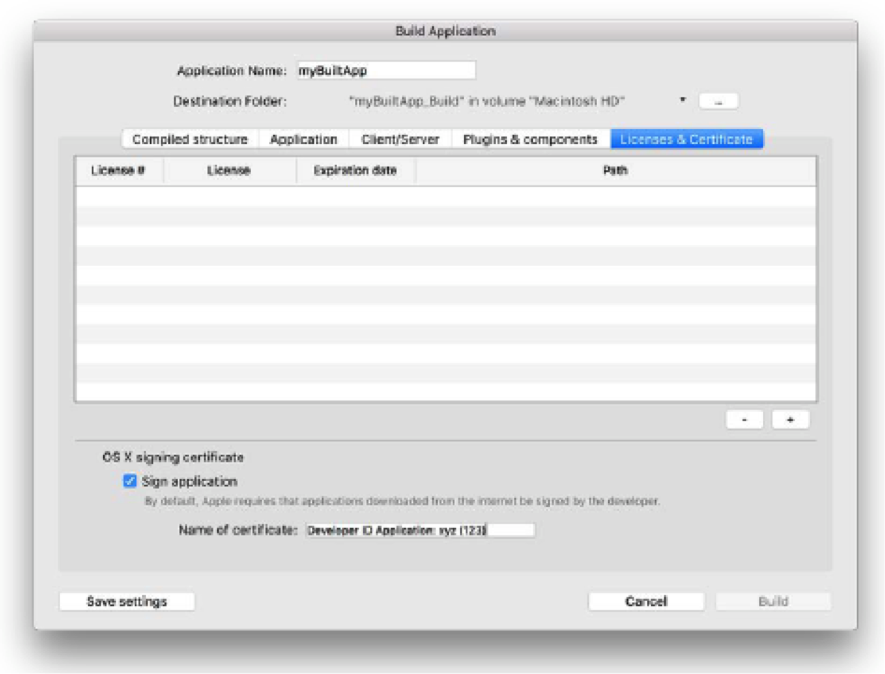 Build Application
Application Name: myBuiltApp
Destination Folder: "myBuiltApp_Build" in volume "Macintosh HD" ▼ ...
Compiled structure Application Client/Server Plugins & components Licenses & Certificate
License # License Expiration date Path
- +
OS X signing certificate
Sign application
By default, Apple requires that applications downloaded from the internet be signed by the developer.
Name of certificate: Developer ID Application: xyz (123)
Save settings Cancel Build